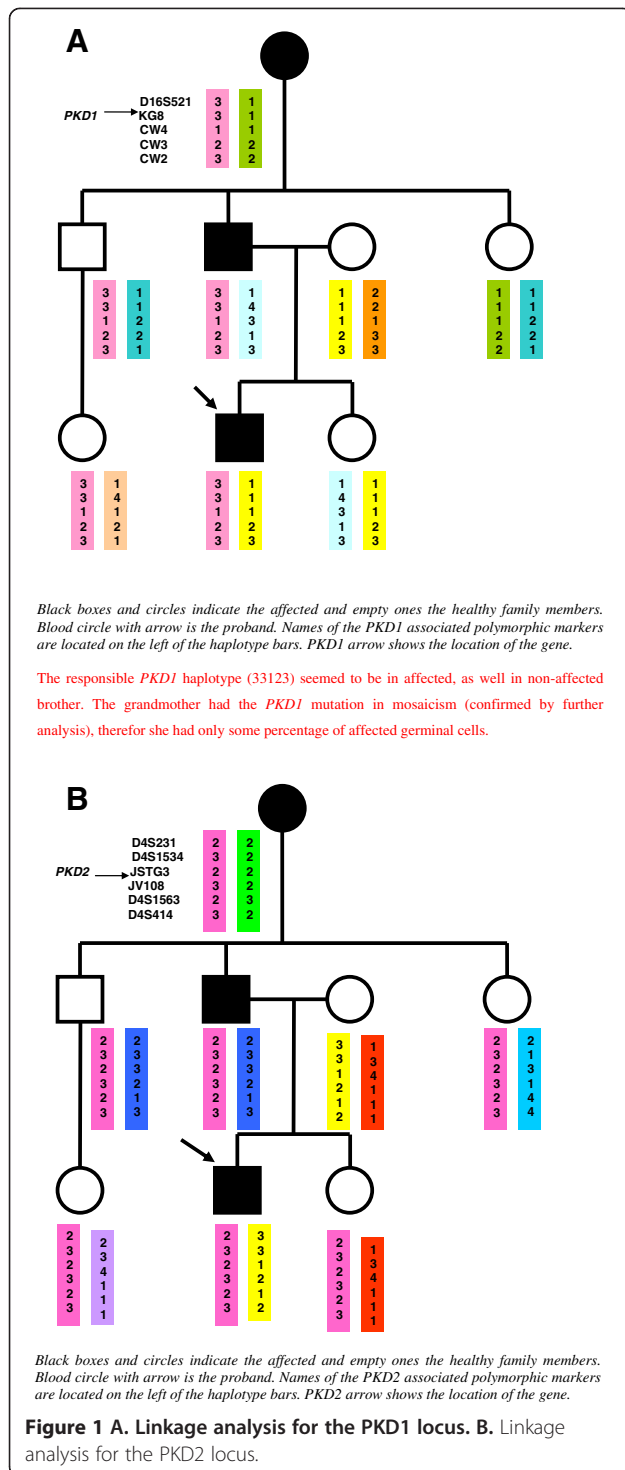 A
D16S521 3 1
PKD1 KG8 3 1
CW4 1 1
CW3 2 2
CW2 3 2
3 1 3 1 1 2 1 1
3 1 3 4 1 2 1 1
1 2 1 3 1 1 1 2
2 2 2 1 2 3 2 2
3 1 3 3 3 3 2 1
3 1 3 1 1 1
3 4 3 1 4 1
1 1 1 1 3 1
2 2 2 2 1 2
3 1 3 3 3 3
Black boxes and circles indicate the affected and empty ones the healthy family members.
Blood circle with arrow is the proband. Names of the PKD1 associated polymorphic markers
are located on the left of the haplotype bars. PKD1 arrow shows the location of the gene.
The responsible PKD1 haplotype (33123) seemed to be in affected, as well in non-affected
brother. The grandmother had the PKD1 mutation in mosaicism (confirmed by further
analysis), therefor she had only some percentage of affected germinal cells.
B
D4S231 2 2
D4S1534 3 2
PKD2 JSTG3 2 2
JV108 3 2
D4S1563 2 3
D4S414 3 2
2 2 2 2 3 1 2 2
3 3 3 3 3 3 3 1
2 3 2 3 1 4 2 3
3 2 3 2 2 1 3 1
2 1 2 1 1 1 2 4
3 3 3 3 2 1 3 4
2 2 2 3 2 1
3 3 3 3 3 3
2 4 2 1 2 4
3 1 3 2 3 1
2 1 2 1 2 1
3 1 3 2 3 1
Black boxes and circles indicate the affected and empty ones the healthy family members.
Blood circle with arrow is the proband. Names of the PKD2 associated polymorphic markers
are located on the left of the haplotype bars. PKD2 arrow shows the location of the gene.
Figure 1 A. Linkage analysis for the PKD1 locus. B. Linkage
analysis for the PKD2 locus.